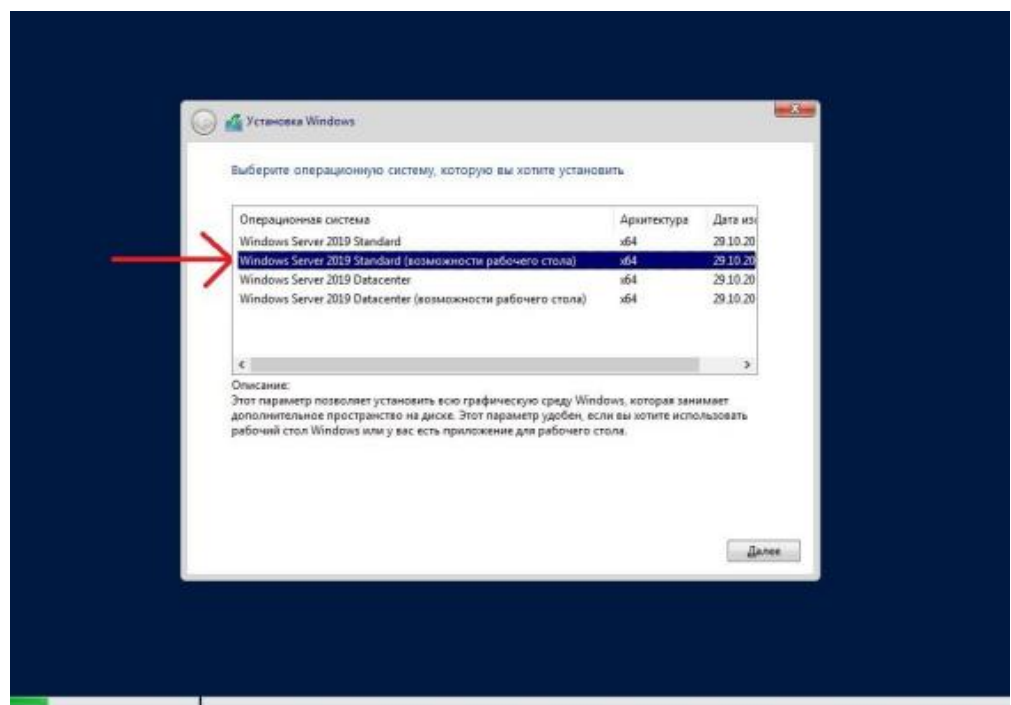 Установка Windows
Выберите операционную систему, которую вы хотите установить
Операционная система Архитектура Дата изд
Windows Server 2019 Standard x64 29.10.20
Windows Server 2019 Standard (возможности рабочего стола) x64 29.10.20
Windows Server 2019 Datacenter x64 29.10.20
Windows Server 2019 Datacenter (возможности рабочего стола) x64 29.10.20
Описание:
Этот параметр позволяет установить всю графическую среду Windows, которая занимает
дополнительное пространство на диске. Этот параметр удобен, если вы хотите использовать
рабочий стол Windows или у вас есть приложение для рабочего стола.
Далее